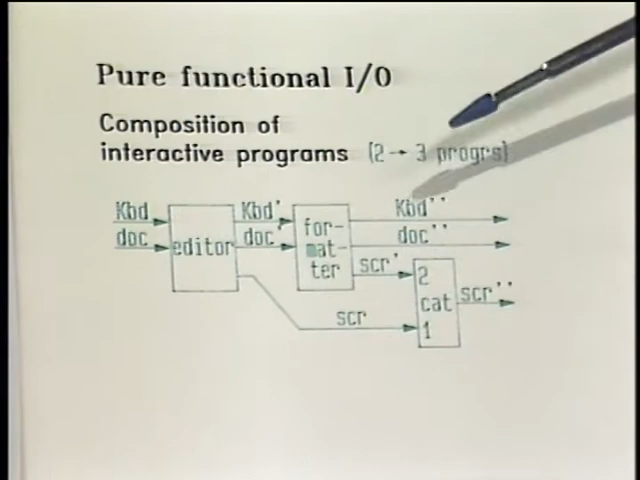 Pure functional I/O
Composition of
interactive programs (2 → 3 progrs)
Kbd
doc
editor
Kbd'
doc'
for-
mat-
ter
Kbd''
doc''
scr'
scr
2
cat
1
scr''